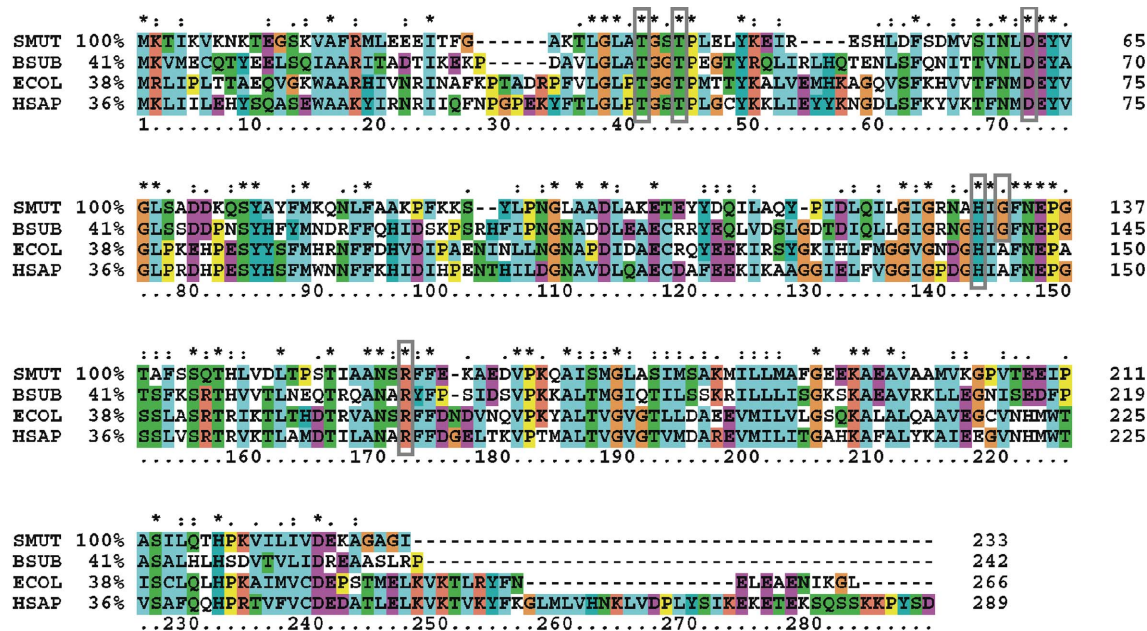 * : : : * : ***.****.** * . : . :* : .*:***.
SMUT 100% MKTIKVKNKTEGSKVAFRMLEEEITFG------AKTLGLATGSTPLELYKEIR----ESHLDFSDMVSINLDEYV 65
BSUB 41% MKVMECQTYEELSQIAARITADTIKEKP-----DAVLGLATGGTPEGTYRQLIRLHQTENLSFQNITTVNLDEYA 70
ECOL 38% MRLIPLTTAEQVGKWAARHIVNRINAFKPTADRPFVLGLPTGGTPMTTYKALVEMHKAGQVSFKHVVTFNMDEYV 75
HSAP 36% MKLIILEHYSQASEWAAKYIRNRIIQFNPGPEKYFTLGLPTGSTPLGCYKKLIEYYKNGDLSFKYVKTFNMDEYV 75
1........10........20........30........40........50........60........70.....
**. .: .** :* .:* : : :** * *: * :: : .: : *:* .**.****.
SMUT 100% GLSADDKQSYAYFMKQNLFAAKPFKKS--YLPNGLAADLAKETEYYDQILAQY-PIDLQILGIGRNAHIGFNEPG 137
BSUB 41% GLSSDDPNSYHFYMNDRFFQHIDSKPSRHFIPNGNADDLEAECRRYEQLVDSLGDTDIQLLGIGRNGHIGFNEPG 145
ECOL 38% GLPKEHPESYYSFMHRNFFDHVDIPAENINLLNGNAPDIDAECRQYEEKIRSYGKIHLFMGGVGNDGHIAFNEPA 150
HSAP 36% GLPRDHPESYHSFMWNNFFKHIDIHPENTHILDGNAVDLQAECDAFEEKIKAAGGIELFVGGIGPDGHIAFNEPG 150
....80........90........100.......110.......120.......130.......140.......150
::: *:*: * * **:*:* : ** *::.*: ::.:: ::: * .** *: .: :.::
SMUT 100% TAFSSQTHLVDLTPSTIAANSRFFE-KAEDVPKQAISMGLASIMSAKMILLMAFGEEKAEAVAAMVKGPVTEEIP 211
BSUB 41% TSFKSRTHVVTLNEQTRQANARYFP-SIDSVPKKALTMGIQTILSSKRILLLISGKSKAEAVRKLLEGNISEDFP 219
ECOL 38% SSLASRTRIKTLTHDTRVANSRFFDNDVNQVPKYALTVGVGTLLDAEEVMILVLGSQKALALQAAVEGCVNHMWT 225
HSAP 36% SSLVSRTRVKTLAMDTILANARFFDGELTKVPTMALTVGVGTVMDAREVMILITGAHKAFALYKAIEEGVNHMWT 225
.......160.......170.......180.......190.......200.......210.......220.....
.* :: *. . : *. .
SMUT 100% ASILQTHPKVILIVDEKAGAGI------------------------------------------ 233
BSUB 41% ASALHLHSDVTVLIDREAASLRP----------------------------------------- 242
ECOL 38% ISCLQLHPKAIMVCDEPSTMELKVKTLRYFN-----------------ELEAENIKGL------ 266
HSAP 36% VSAFQQHPRTVFVCDEDATLELKVKTVKYFKGLMLVHNKLVDPLYSIKEKETEKSQSSKKPYSD 289
....230.......240.......250.......260.......270.......280.........